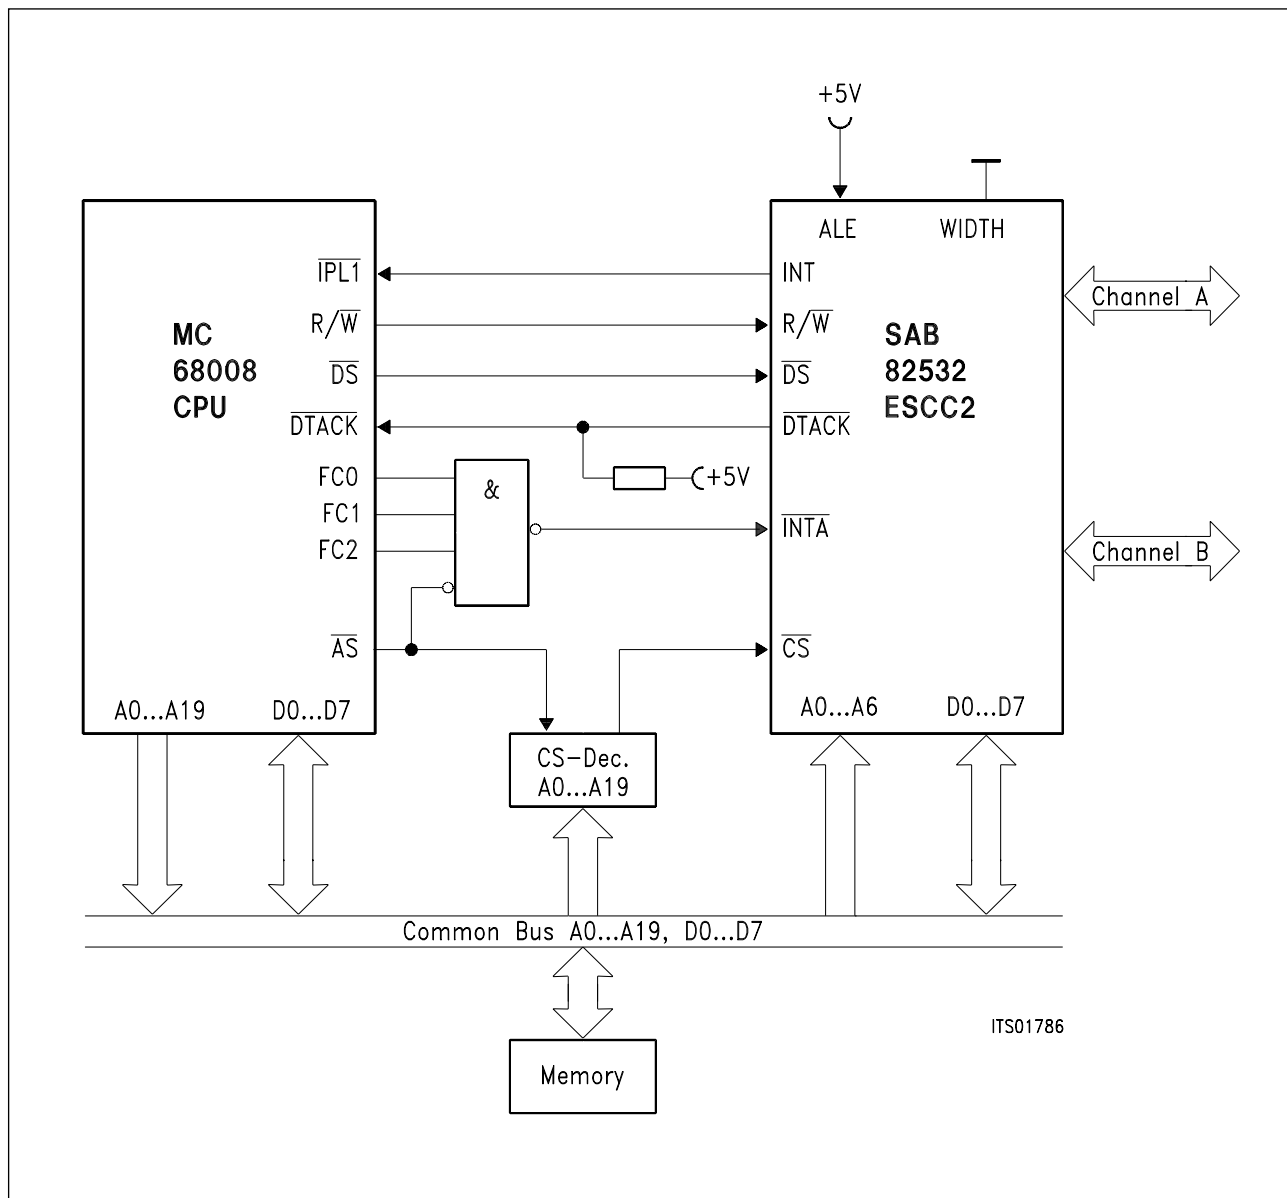 +5V
ALE
WIDTH
IPL1
INT
Channel A
R/W
R/W
MC
68008
CPU
SAB
82532
ESCC2
DS
DS
DTACK
DTACK
FC0
&
+5V
FC1
INTA
FC2
Channel B
AS
CS
A0...A19
D0...D7
A0...A6
D0...D7
CS-Dec.
A0...A19
Common Bus A0...A19, D0...D7
ITS01786
Memory